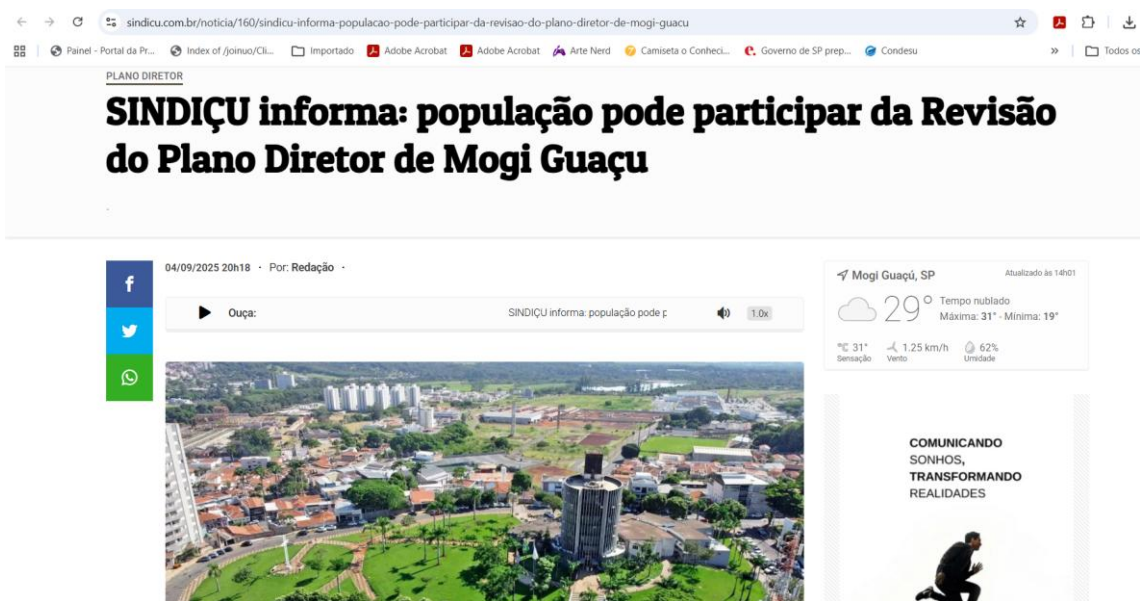 sindicu.com.br/noticia/160/sindicu-informa-populacao-pode-participar-da-revisao-do-plano-diretor-de-mogi-guacu
Painel - Portal da Pr... Index of /joinuo/Cli... Importado Adobe Acrobat Adobe Acrobat Arte Nerd Camiseta o Conheci... Governo de SP prep... Condesu » Todos os
PLANO DIRETOR
SINDIÇU informa: população pode participar da Revisão
do Plano Diretor de Mogi Guaçu
04/09/2025 20h18 · Por: Redação ·
Ouça: SINDIÇU informa: população pode p 1.0x
Mogi Guaçú, SP Atualizado às 14h01
29° Tempo nublado
Máxima: 31° - Mínima: 19°
°C 31° 1.25 km/h 62%
Sensação Vento Umidade
COMUNICANDO
SONHOS,
TRANSFORMANDO
REALIDADES